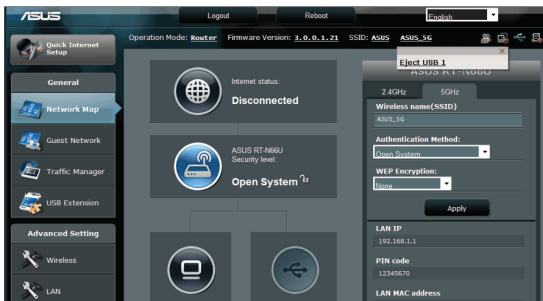 ASUS
Logout
Reboot
English
Quick Internet
Setup
Operation Mode: Router Firmware Version: 3.0.0.1.21 SSID: ASUS ASUS_5G
Eject USB 1
General
Network Map
Guest Network
Traffic Manager
USB Extension
Advanced Setting
Wireless
LAN
Internet status:
Disconnected
ASUS RT-N66U
Security level:
Open System
ASUS RT-N66U
2.4GHz 5GHz
Wireless name(SSID)
ASUS_5G
Authentication Method:
Open System
WEP Encryption:
None
Apply
LAN IP
192.168.1.1
PIN code
12345670
LAN MAC address